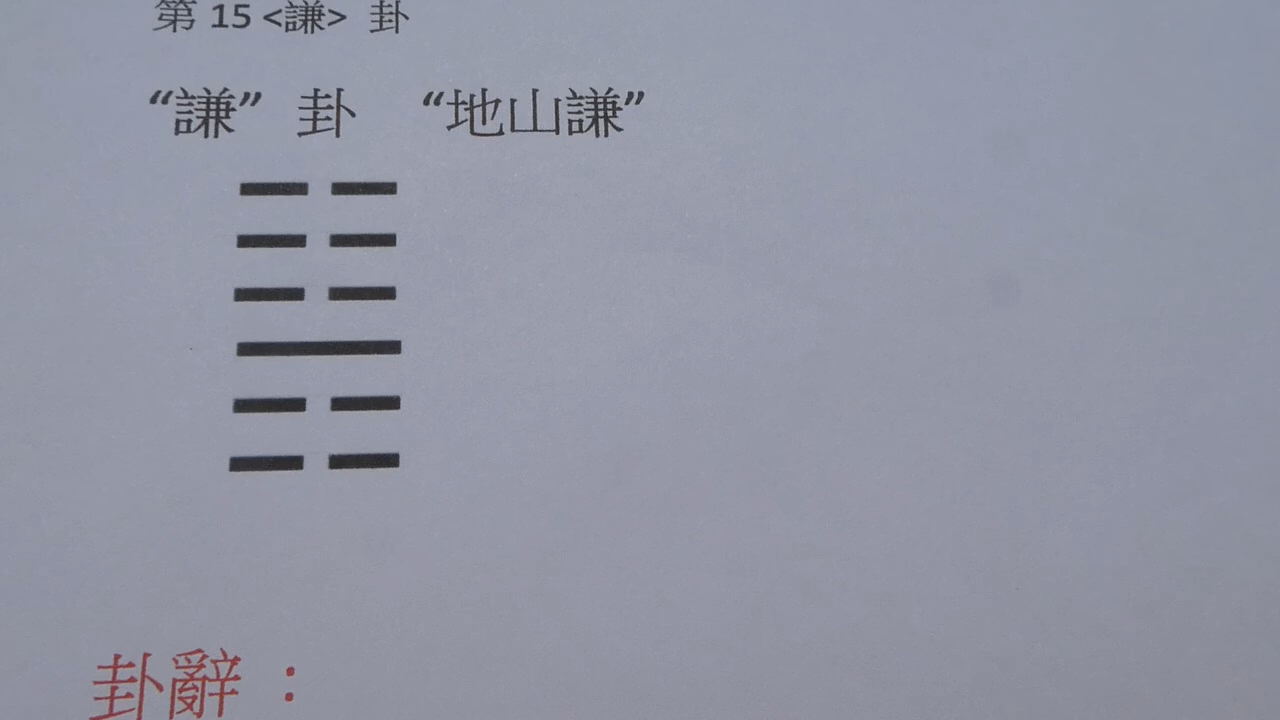 第 15 <謙> 卦
“謙” 卦 “地山謙”
卦辭：